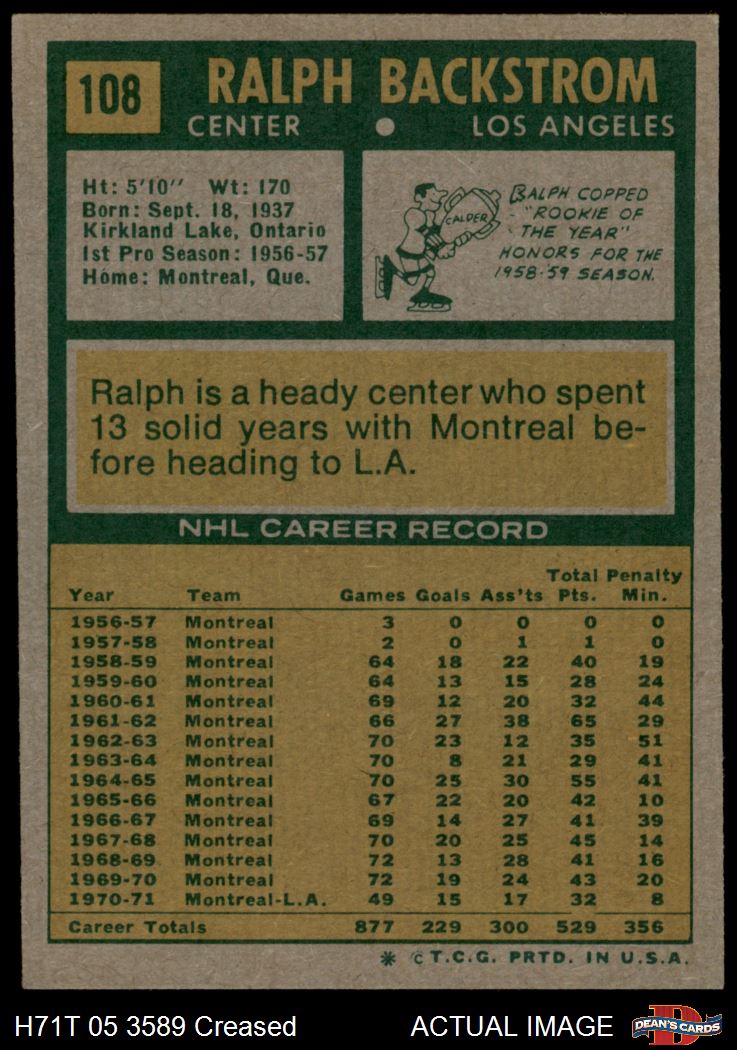 108
RALPH BACKSTROM
CENTER • LOS ANGELES
Ht: 5'10" Wt: 170
Born: Sept. 18, 1937
Kirkland Lake, Ontario
1st Pro Season: 1956-57
Home: Montreal, Que.
CALDER
RALPH COPPED
"ROOKIE OF
THE YEAR"
HONORS FOR THE
1958-59 SEASON.
Ralph is a heady center who spent
13 solid years with Montreal be-
fore heading to L.A.
NHL CAREER RECORD
Year Team Games Goals Ass'ts Total Pts. Penalty Min.
1956-57 Montreal 3 0 0 0 0
1957-58 Montreal 2 0 1 1 0
1958-59 Montreal 64 18 22 40 19
1959-60 Montreal 64 13 15 28 24
1960-61 Montreal 69 12 20 32 44
1961-62 Montreal 66 27 38 65 29
1962-63 Montreal 70 23 12 35 51
1963-64 Montreal 70 8 21 29 41
1964-65 Montreal 70 25 30 55 41
1965-66 Montreal 67 22 20 42 10
1966-67 Montreal 69 14 27 41 39
1967-68 Montreal 70 20 25 45 14
1968-69 Montreal 72 13 28 41 16
1969-70 Montreal 72 19 24 43 20
1970-71 Montreal-L.A. 49 15 17 32 8
Career Totals 877 229 300 529 356
* © T.C.G. PRTD. IN U.S.A.
H71T 05 3589 Creased ACTUAL IMAGE
D
DEAN'S CARDS